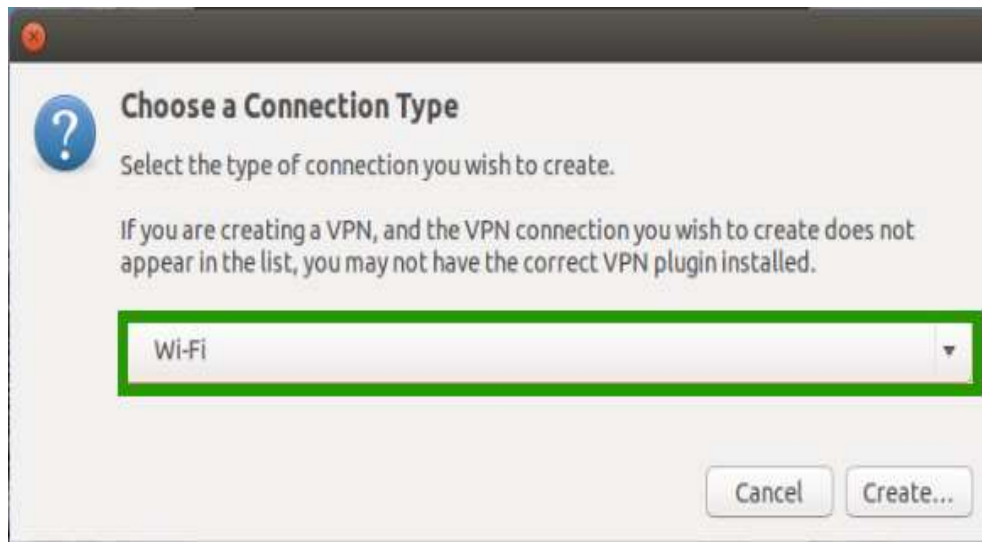 Choose a Connection Type
Select the type of connection you wish to create.
If you are creating a VPN, and the VPN connection you wish to create does not
appear in the list, you may not have the correct VPN plugin installed.
Wi-Fi
Cancel Create...